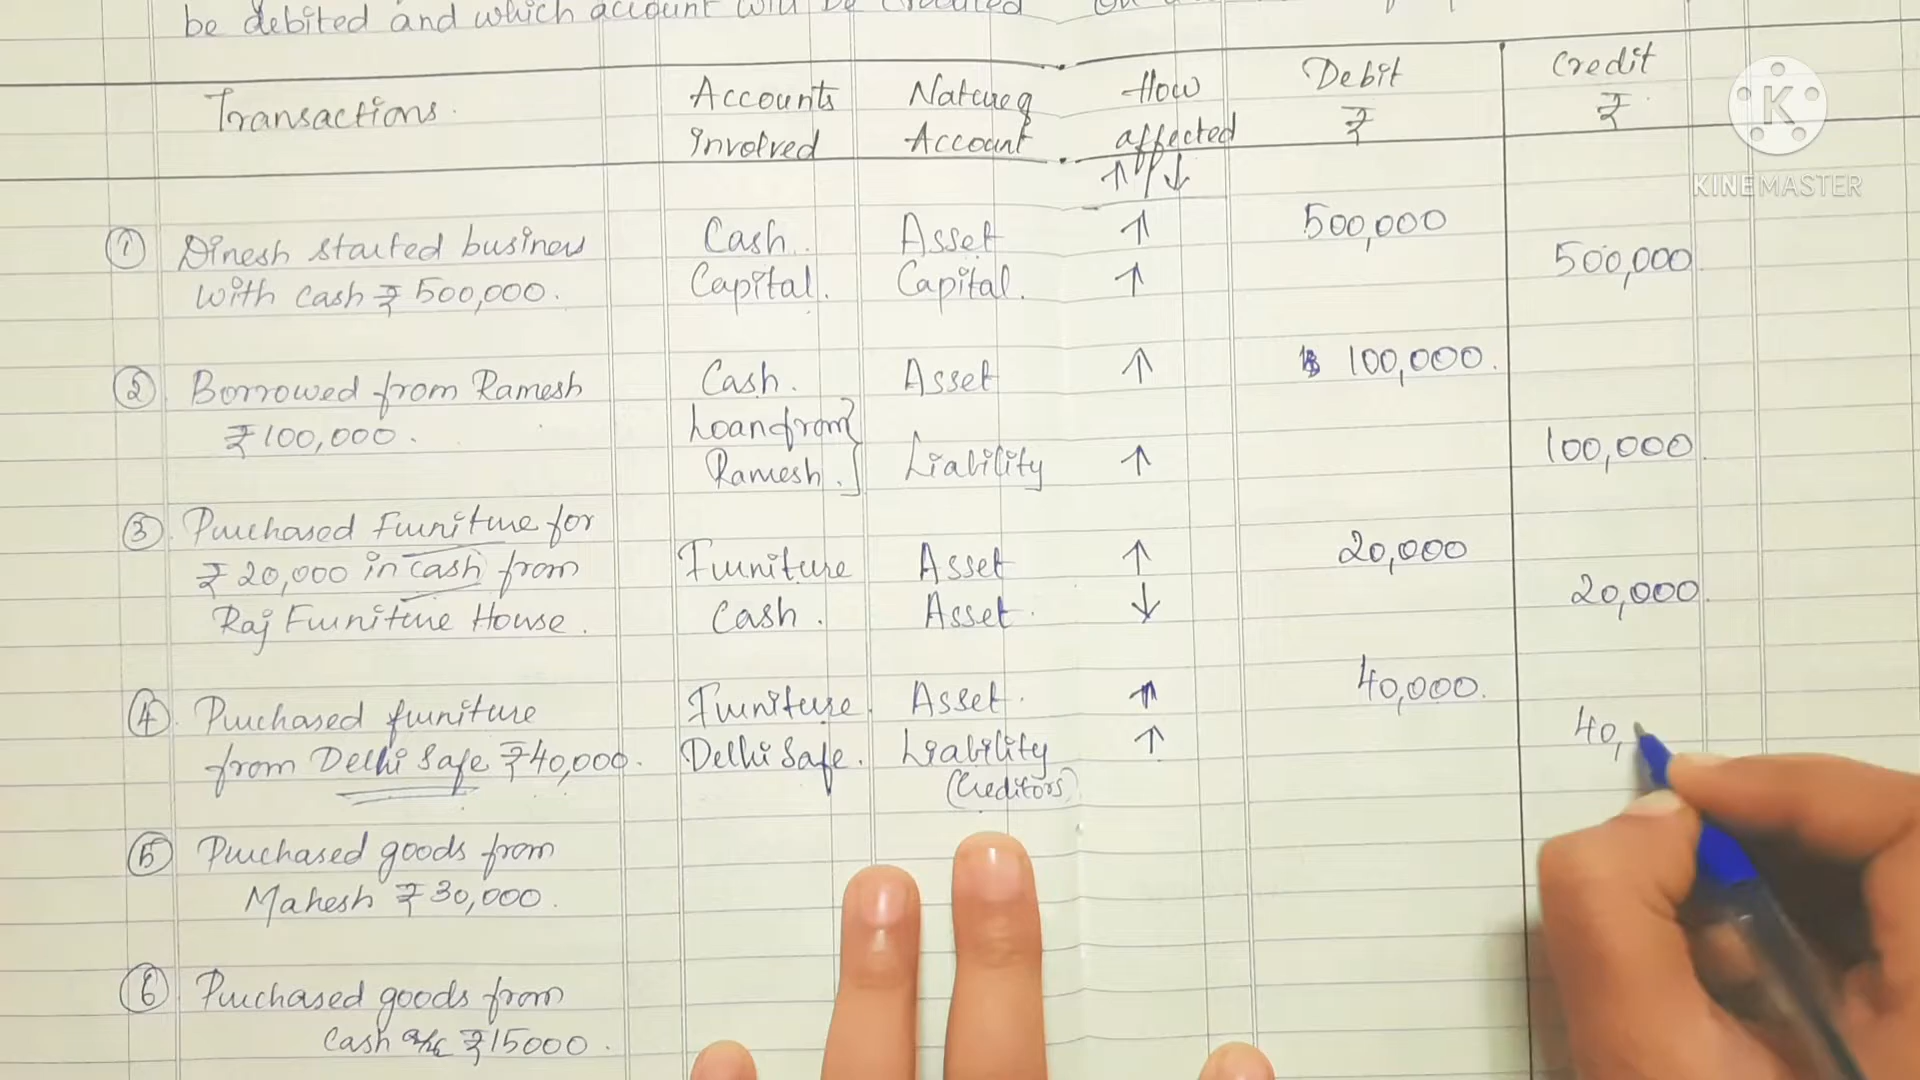 be debited and which account will be credited
Transactions. Accounts involved Nature of Account How affected ↑/↓ Debit ₹ Credit ₹
K
KINEMASTER
① Dinesh started business Cash. Asset ↑ 500,000
with cash ₹ 500,000. Capital. Capital. ↑ 500,000
② Borrowed from Ramesh Cash. Asset ↑ 100,000.
₹ 100,000. Loan from
Ramesh. Liability ↑ 100,000
③ Purchased Furniture for
₹ 20,000 in cash from Furniture Asset ↑ 20,000
Raj Furniture House. Cash. Asset. ↓ 20,000
④ Purchased furniture Furniture. Asset. ↑ 40,000.
from Delhi Safe ₹40,000. Delhi Safe. Liability ↑ 40,
(Creditors)
⑤ Purchased goods from
Mahesh ₹ 30,000.
⑥ Purchased goods from
Cash ₹ 15000.